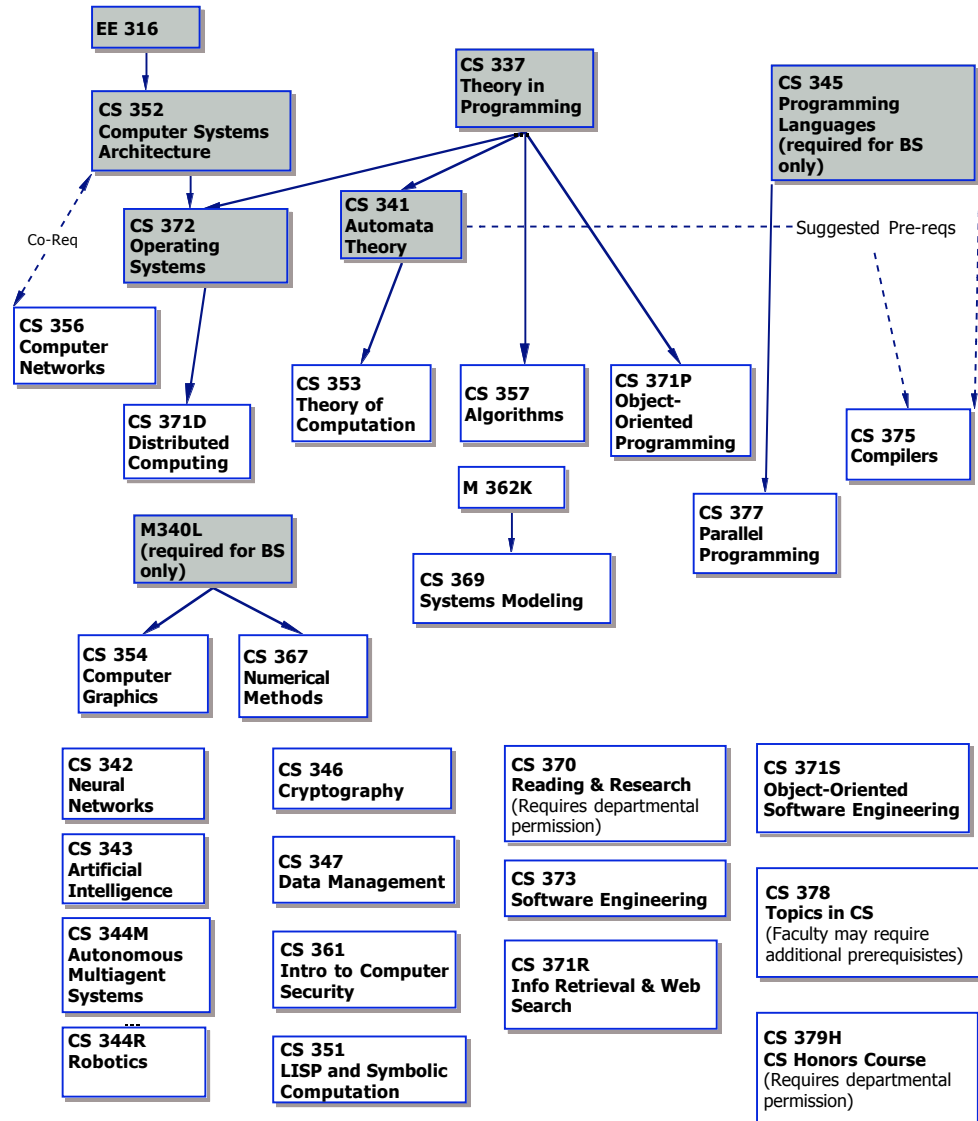 EE 316
CS 337
Theory in
Programming
CS 345
Programming
Languages
(required for BS
only)
CS 352
Computer Systems
Architecture
CS 372
Operating
Systems
CS 341
Automata
Theory
Co-Req
Suggested Pre-reqs
CS 356
Computer
Networks
CS 371D
Distributed
Computing
CS 353
Theory of
Computation
CS 357
Algorithms
CS 371P
Object-
Oriented
Programming
CS 375
Compilers
M 362K
CS 377
Parallel
Programming
M340L
(required for BS
only)
CS 369
Systems Modeling
CS 354
Computer
Graphics
CS 367
Numerical
Methods
CS 342
Neural
Networks
CS 343
Artificial
Intelligence
CS 344M
Autonomous
Multiagent
Systems
...
CS 344R
Robotics
CS 346
Cryptography
CS 347
Data Management
CS 361
Intro to Computer
Security
CS 351
LISP and Symbolic
Computation
CS 370
Reading & Research
(Requires departmental
permission)
CS 373
Software Engineering
CS 371R
Info Retrieval & Web
Search
CS 371S
Object-Oriented
Software Engineering
CS 378
Topics in CS
(Faculty may require
additional prerequisistes)
CS 379H
CS Honors Course
(Requires departmental
permission)